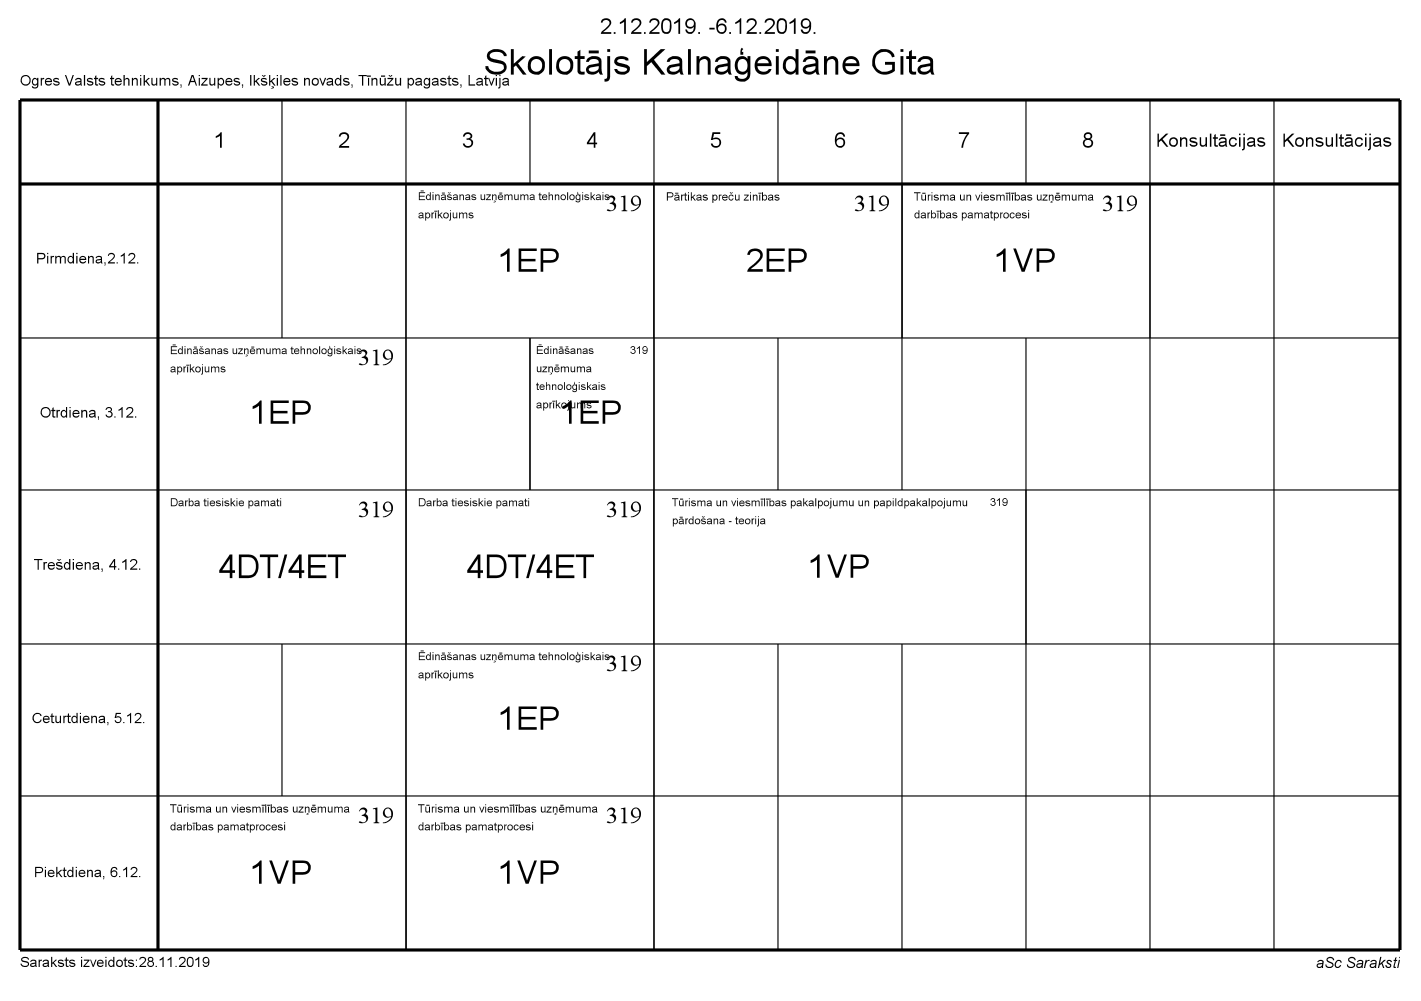 2.12.2019. -6.12.2019.
Skolotājs Kalnaģeidāne Gita
Ogres Valsts tehnikums, Aizupes, Ikšķiles novads, Tīnūžu pagasts, Latvija
1 2 3 4 5 6 7 8 Konsultācijas Konsultācijas
Pirmdiena,2.12.
Ēdināšanas uzņēmuma tehnoloģiskais 319
aprīkojums
1EP
Pārtikas preču zinības 319
2EP
Tūrisma un viesmīlības uzņēmuma 319
darbības pamatprocesi
1VP
Otrdiena, 3.12.
Ēdināšanas uzņēmuma tehnoloģiskais 319
aprīkojums
1EP
Ēdināšanas 319
uzņēmuma
tehnoloģiskais
aprīkojums
1EP
Trešdiena, 4.12.
Darba tiesiskie pamati 319
4DT/4ET
Darba tiesiskie pamati 319
4DT/4ET
Tūrisma un viesmīlības pakalpojumu un papildpakalpojumu 319
pārdošana - teorija
1VP
Ceturtdiena, 5.12.
Ēdināšanas uzņēmuma tehnoloģiskais 319
aprīkojums
1EP
Piektdiena, 6.12.
Tūrisma un viesmīlības uzņēmuma 319
darbības pamatprocesi
1VP
Tūrisma un viesmīlības uzņēmuma 319
darbības pamatprocesi
1VP
Saraksts izveidots:28.11.2019
aSc Saraksti